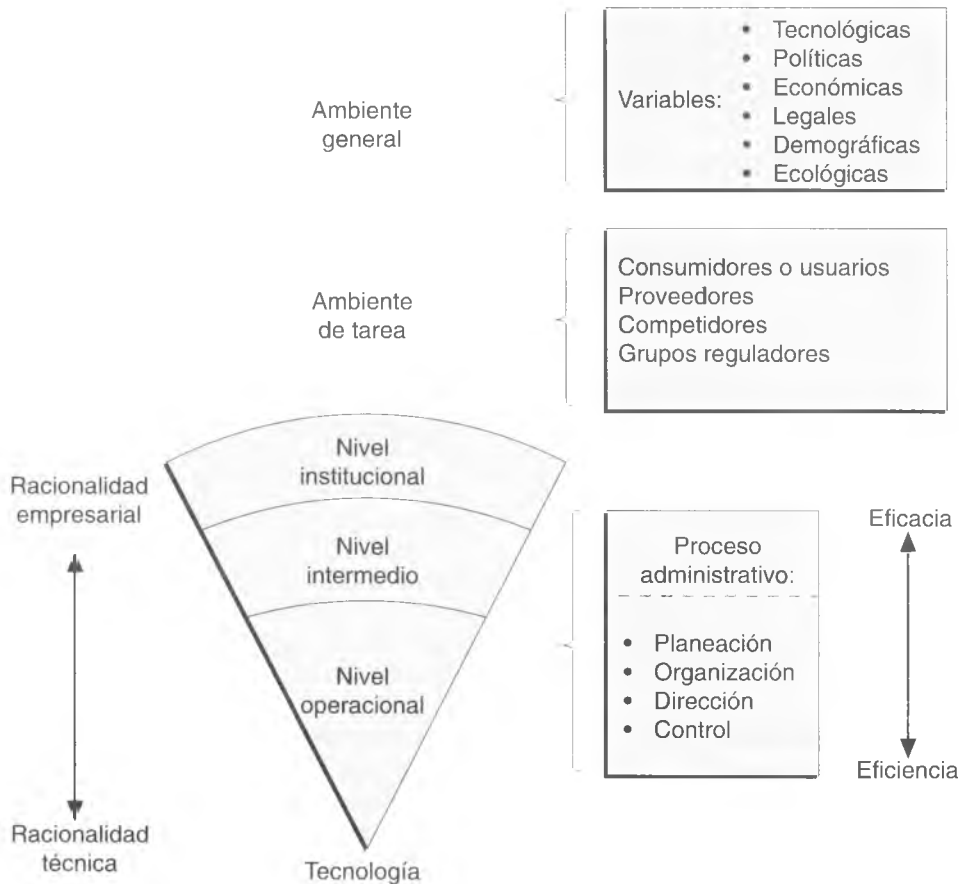 Ambiente
general
Variables:
• Tecnológicas
• Políticas
• Económicas
• Legales
• Demográficas
• Ecológicas
Ambiente
de tarea
Consumidores o usuarios
Proveedores
Competidores
Grupos reguladores
Racionalidad
empresarial
Racionalidad
técnica
Nivel
institucional
Nivel
intermedio
Nivel
operacional
Tecnología
Proceso
administrativo:
• Planeación
• Organización
• Dirección
• Control
Eficacia
Eficiencia